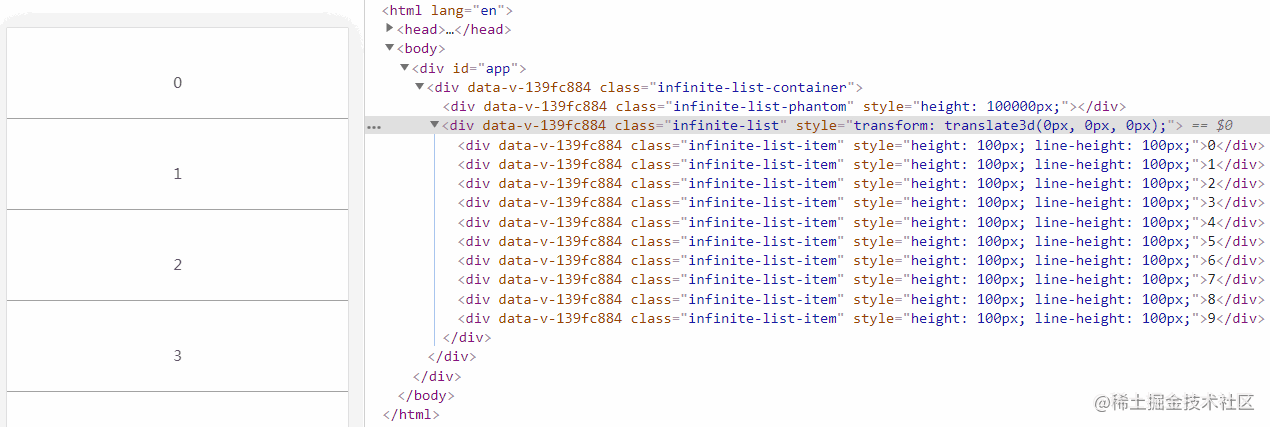 0
1
2
3
<html lang="en">
<head>…</head>
<body>
<div id="app">
<div data-v-139fc884 class="infinite-list-container">
<div data-v-139fc884 class="infinite-list-phantom" style="height: 100000px;"></div>
<div data-v-139fc884 class="infinite-list" style="transform: translate3d(0px, 0px, 0px);"> == $0
<div data-v-139fc884 class="infinite-list-item" style="height: 100px; line-height: 100px;">0</div>
<div data-v-139fc884 class="infinite-list-item" style="height: 100px; line-height: 100px;">1</div>
<div data-v-139fc884 class="infinite-list-item" style="height: 100px; line-height: 100px;">2</div>
<div data-v-139fc884 class="infinite-list-item" style="height: 100px; line-height: 100px;">3</div>
<div data-v-139fc884 class="infinite-list-item" style="height: 100px; line-height: 100px;">4</div>
<div data-v-139fc884 class="infinite-list-item" style="height: 100px; line-height: 100px;">5</div>
<div data-v-139fc884 class="infinite-list-item" style="height: 100px; line-height: 100px;">6</div>
<div data-v-139fc884 class="infinite-list-item" style="height: 100px; line-height: 100px;">7</div>
<div data-v-139fc884 class="infinite-list-item" style="height: 100px; line-height: 100px;">8</div>
<div data-v-139fc884 class="infinite-list-item" style="height: 100px; line-height: 100px;">9</div>
</div>
</div>
</div>
</body>
</html>
@稀土掘金技术社区